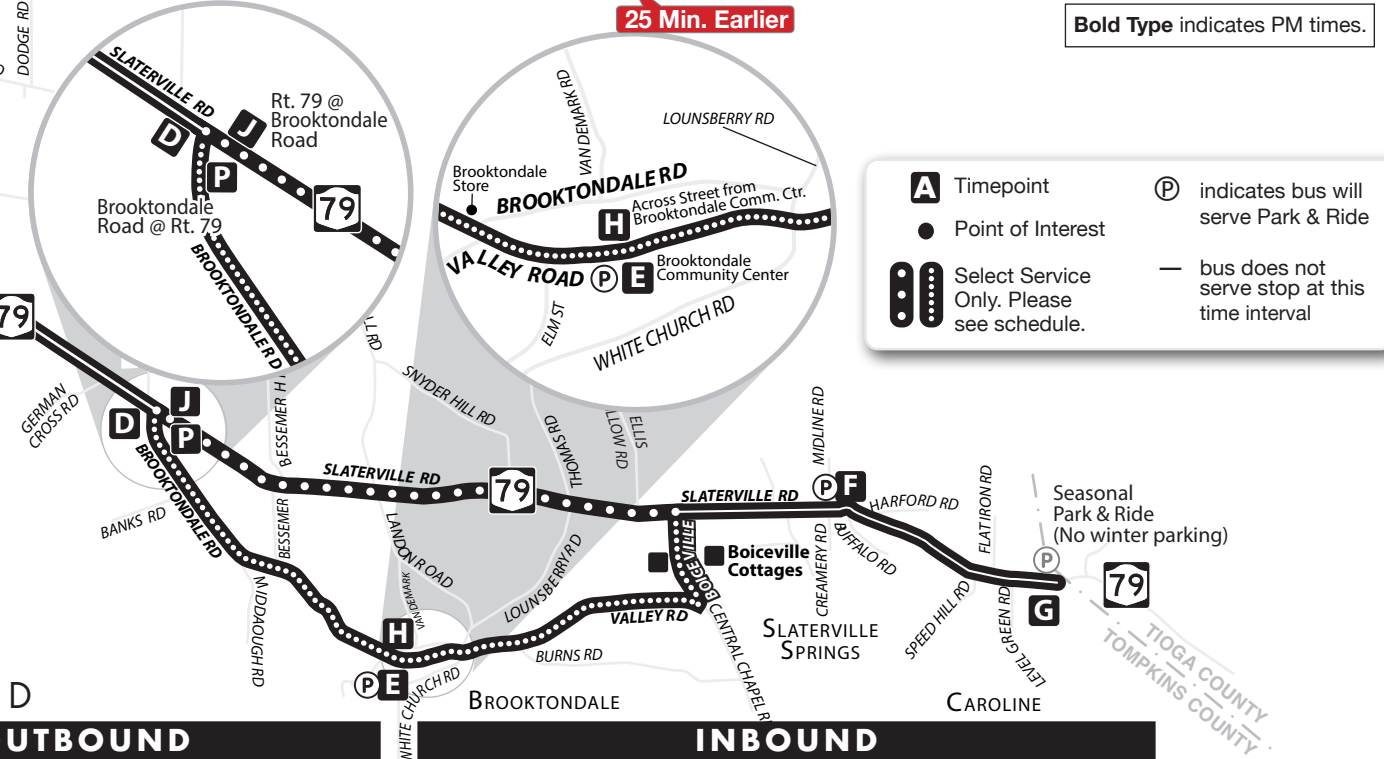 DODGE RD
25 Min. Earlier
Bold Type indicates PM times.
SLATERVILLE RD
D
J
Rt. 79 @
Brooktondale
Road
P
79
Brooktondale
Road @ Rt. 79
BROOKTONDALE RD
VAN DEMARK RD
LOUNSBERRY RD
Brooktondale
Store
BROOKTONDALE RD
H
Across Street from
Brooktondale Comm. Ctr.
VALLEY ROAD
P
E
Brooktondale
Community Center
ELM ST
WHITE CHURCH RD
A
Timepoint
Point of Interest
Select Service
Only. Please
see schedule.
P
indicates bus will
serve Park & Ride
—
bus does not
serve stop at this
time interval
79
GERMAN
CROSS RD
D
J
P
BROOKTONDALE RD
BANKS RD
BESSEMER H
BESSEMER
LL RD
SNYDER HILL RD
SLATERVILLE RD
79
THOMAS RD
ELLIS
LLOW RD
LANDON ROAD
VANDEMARK
LOUNSBERRY RD
MIDDAOUGH RD
H
P
E
WHITE CHURCH RD
BURNS RD
VALLEY RD
BROOKTONDALE
SLATERVILLE RD
BOICEVILLE
Boiceville
Cottages
CENTRAL CHAPEL R
MIDLINE RD
P
F
HARFORD RD
BUFFALO RD
CREAMERY RD
SLATERVILLE
SPRINGS
FLAT IRON RD
SPEED HILL RD
LEVEL GREEN RD
Seasonal
Park & Ride
(No winter parking)
P
G
79
TIOGA COUNTY
TOMPKINS COUNTY
CAROLINE
D
UTBOUND
INBOUND